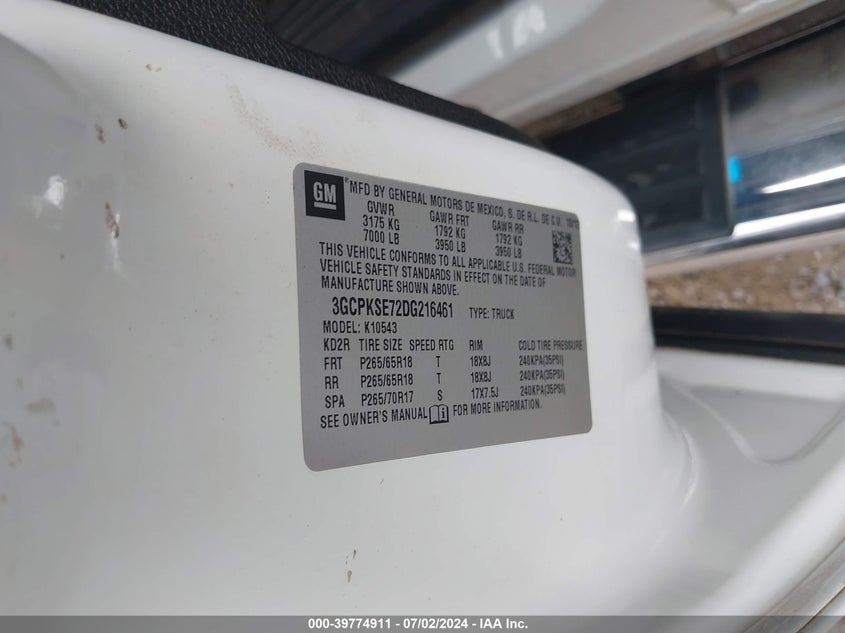 GM
MFD BY GENERAL MOTORS DE MEXICO, S. DE R.L. DE C.V. 10/12
GVWR GAWR FRT GAWR RR
3175 KG 1792 KG 1792 KG
7000 LB 3950 LB 3950 LB
THIS VEHICLE CONFORMS TO ALL APPLICABLE U.S. FEDERAL MOTOR
VEHICLE SAFETY STANDARDS IN EFFECT ON THE DATE OF
MANUFACTURE SHOWN ABOVE.
3GCPKSE72DG216461 TYPE: TRUCK
MODEL: K10543
KD2R TIRE SIZE SPEED RTG RIM COLD TIRE PRESSURE
FRT P265/65R18 T 18X8J 240KPA(35PSI)
RR P265/65R18 T 18X8J 240KPA(35PSI)
SPA P265/70R17 S 17X7.5J 240KPA(35PSI)
SEE OWNER'S MANUAL FOR MORE INFORMATION.
000-39774911 - 07/02/2024 - IAA Inc.